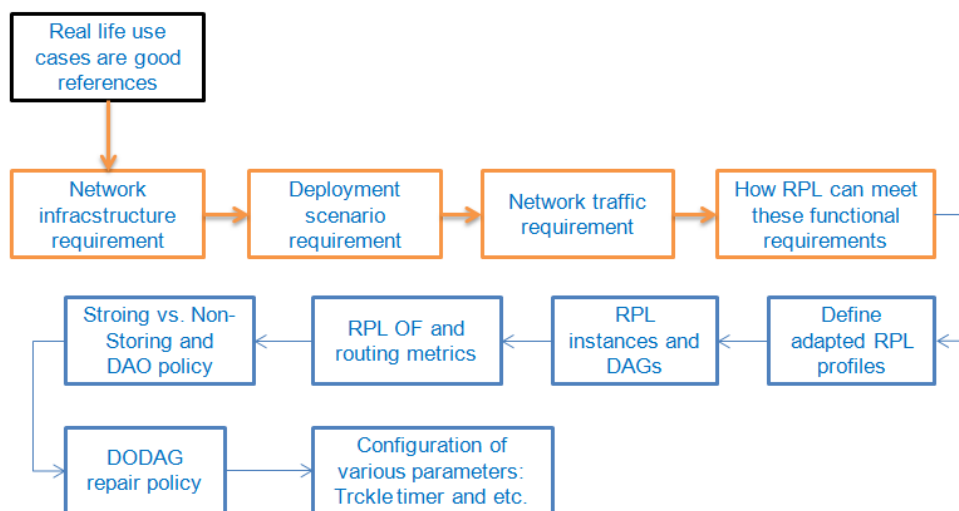 Real life use
cases are good
references
Network
infracstructure
requirement
Deployment
scenario
requirement
Network traffic
requirement
How RPL can meet
these functional
requirements
Define
adapted RPL
profiles
RPL
instances and
DAGs
RPL OF and
routing metrics
Stroing vs. Non-
Storing and
DAO policy
DODAG
repair policy
Configuration of
various parameters:
Trckle timer and etc.